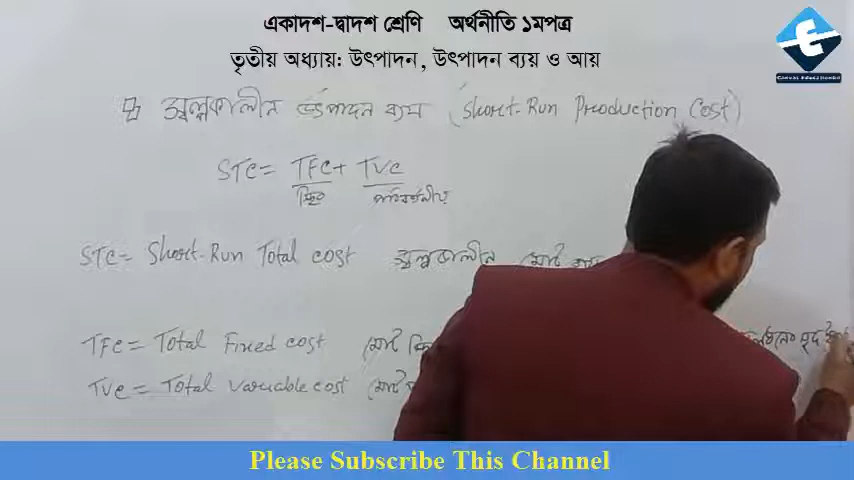 একাদশ-দ্বাদশ শ্রেণি অর্থনীতি ১মপত্র
তৃতীয় অধ্যায়: উৎপাদন, উৎপাদন ব্যয় ও আয়
স্বল্পকালীন উৎপাদন ব্যয় (Short-Run Production Cost)
STC = TFC + TVC
স্থির পরিবর্তনীয়
STC = Short-Run Total cost স্বল্পকালীন মোট
TFC = Total Fixed cost (মোট
TVC = Total variable cost (মোট
Please Subscribe This Channel